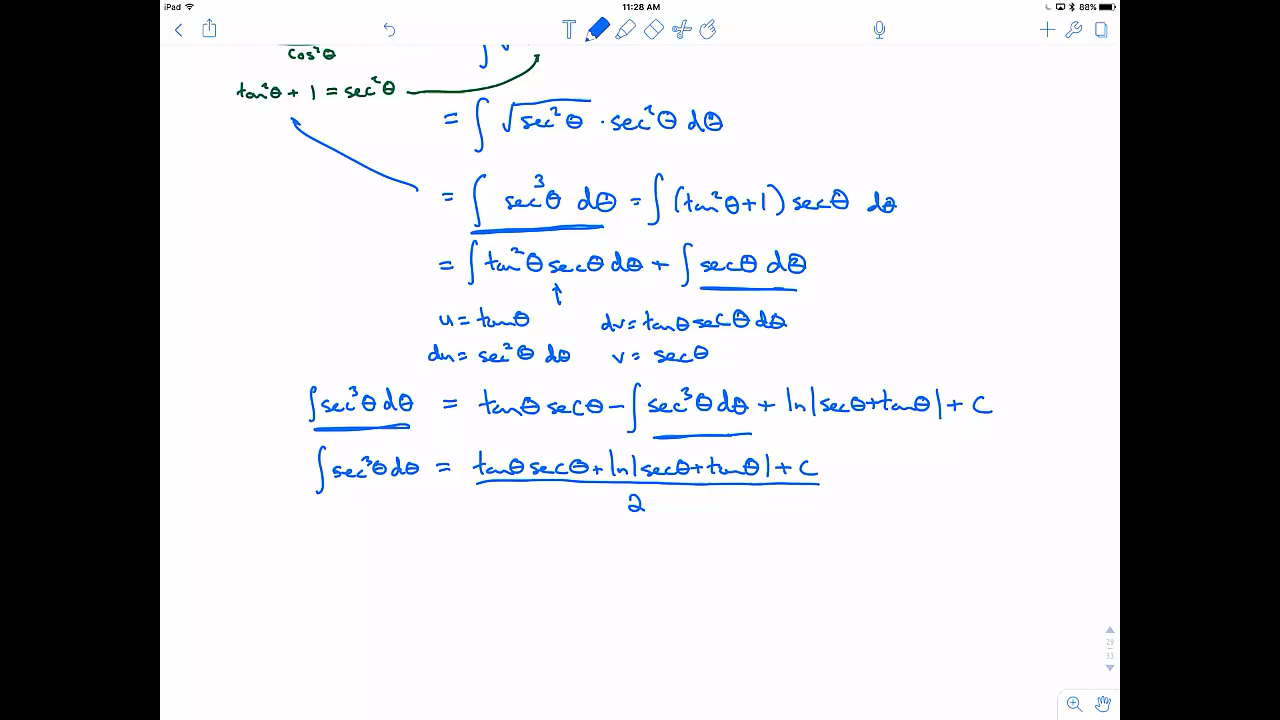 iPad 11:28 AM 88%
T
cos²θ
tan²θ + 1 = sec²θ
= ∫ √sec²θ · sec²θ dθ
= ∫ sec³θ dθ = ∫ (tan²θ+1) secθ dθ
= ∫ tan²θ secθ dθ + ∫ secθ dθ
u = tanθ dv = tanθ secθ dθ
du = sec²θ dθ v = secθ
∫ sec³θ dθ = tanθ secθ - ∫ sec³θ dθ + ln|secθ+tanθ| + C
∫ sec³θ dθ = tanθ secθ + ln|secθ+tanθ| + C
2
29
33